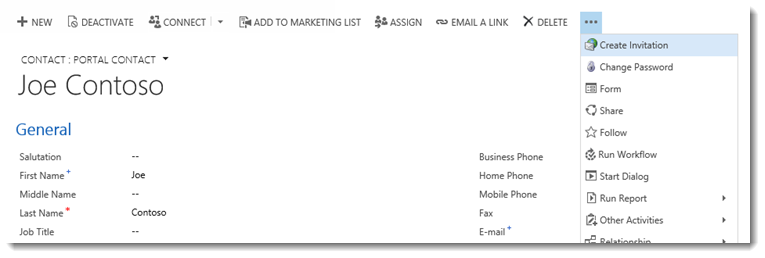 + NEW DEACTIVATE CONNECT ADD TO MARKETING LIST ASSIGN EMAIL A LINK DELETE •••
CONTACT : PORTAL CONTACT
Joe Contoso
General
Salutation --
First Name + Joe
Middle Name --
Last Name * Contoso
Job Title --
Business Phone
Home Phone
Mobile Phone
Fax
E-mail +
Create Invitation
Change Password
Form
Share
Follow
Run Workflow
Start Dialog
Run Report
Other Activities
Relationship